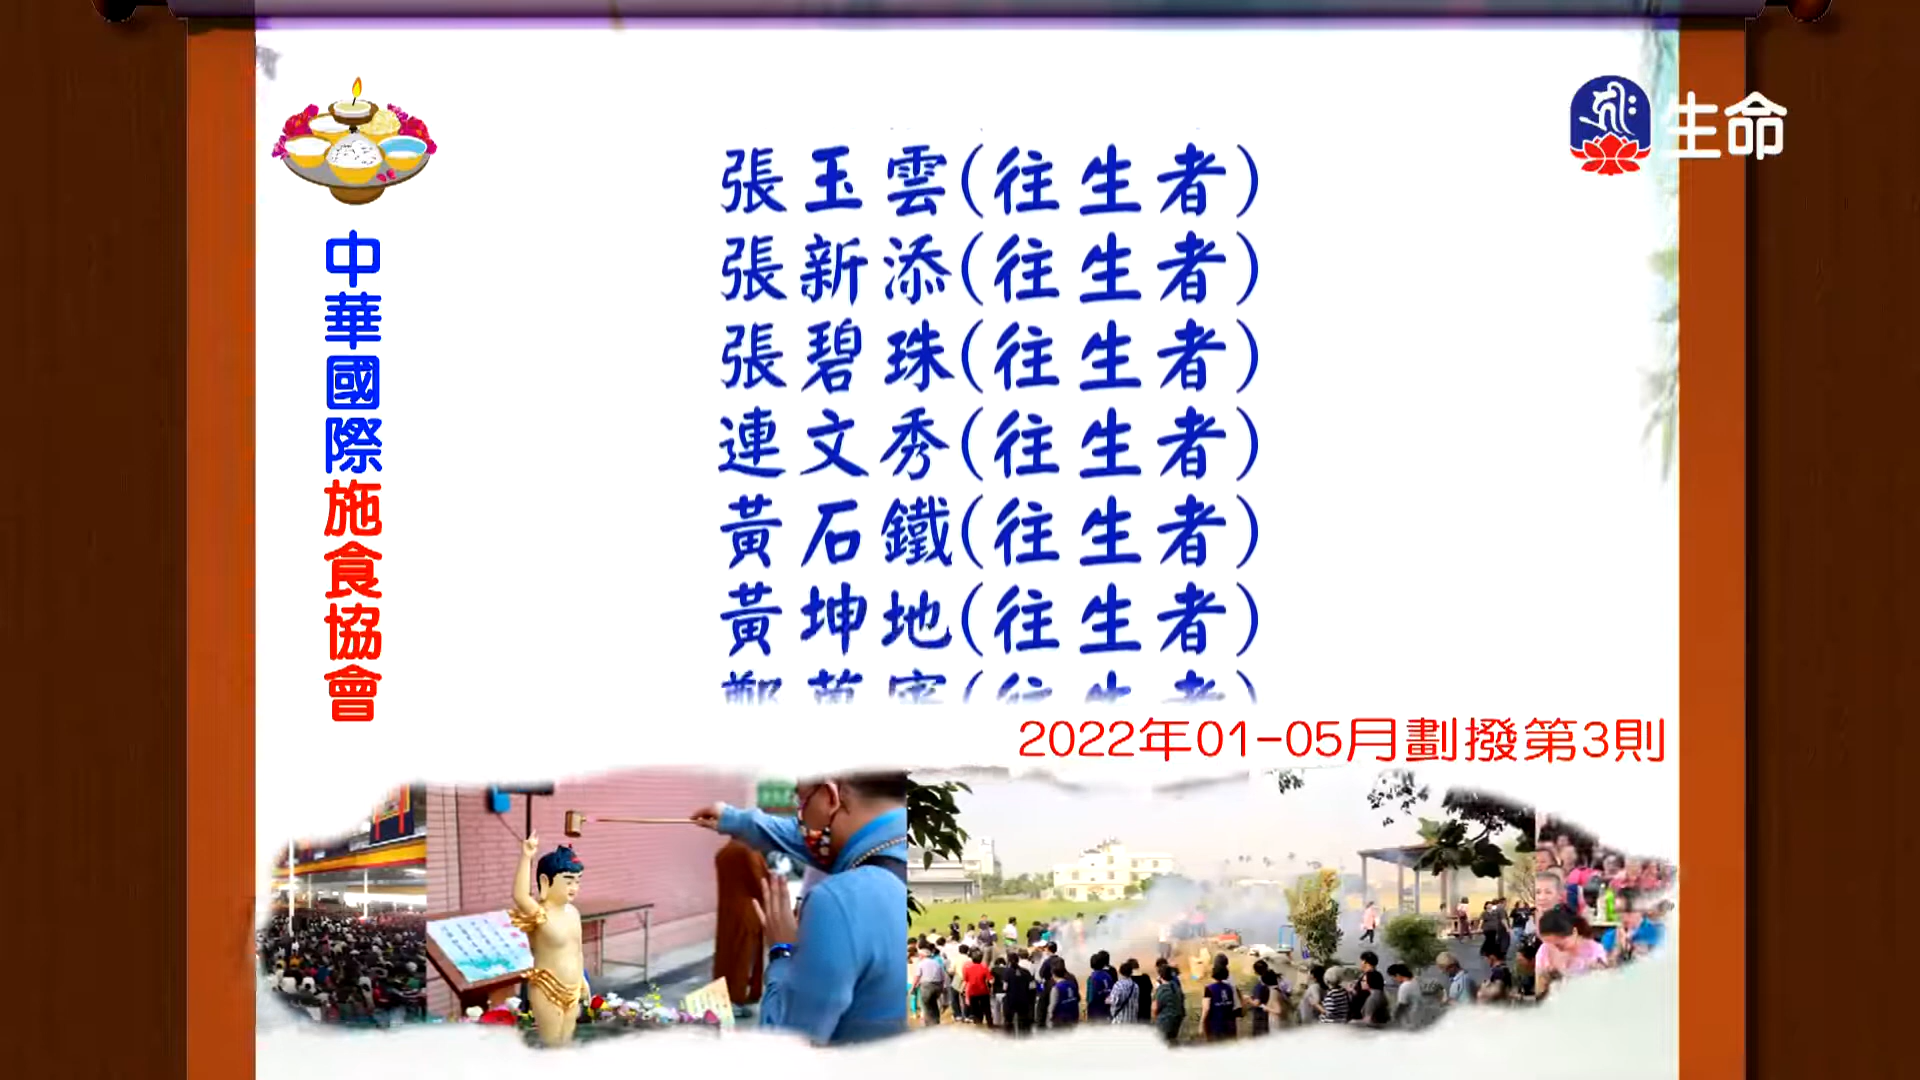 生命
中華國際施食協會
張玉雲(往生者)
張新添(往生者)
張碧珠(往生者)
連文秀(往生者)
黃石鐵(往生者)
黃坤地(往生者)
(往生者)
2022年01-05月劃撥第3則